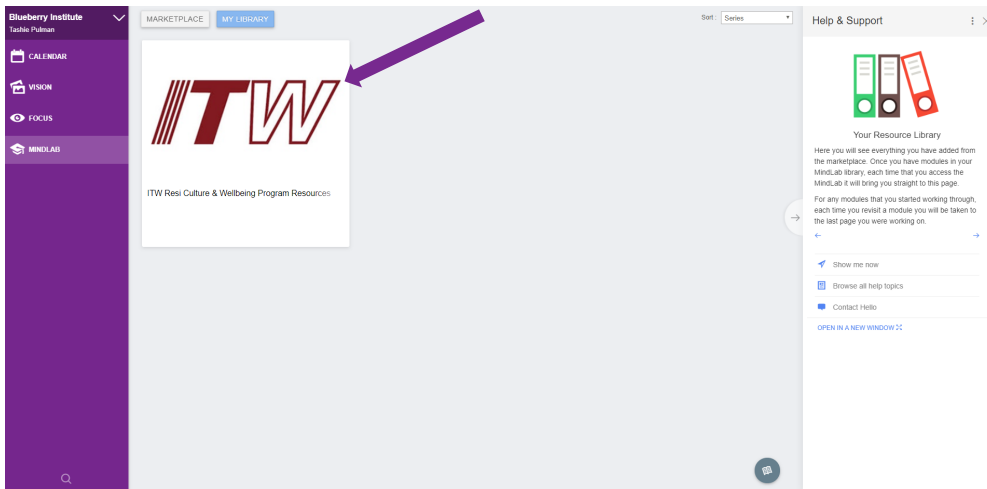 Blueberry Institute
Tashie Pulman
CALENDAR
VISION
FOCUS
MINDLAB
MARKETPLACE
MY LIBRARY
Sort : Series
ITW
ITW Resi Culture & Wellbeing Program Resources
Help & Support
Your Resource Library
Here you will see everything you have added from
the marketplace. Once you have modules in your
MindLab library, each time that you access the
MindLab it will bring you straight to this page.
For any modules that you started working through,
each time you revisit a module you will be taken to
the last page you were working on.
Show me now
Browse all help topics
Contact Hello
OPEN IN A NEW WINDOW